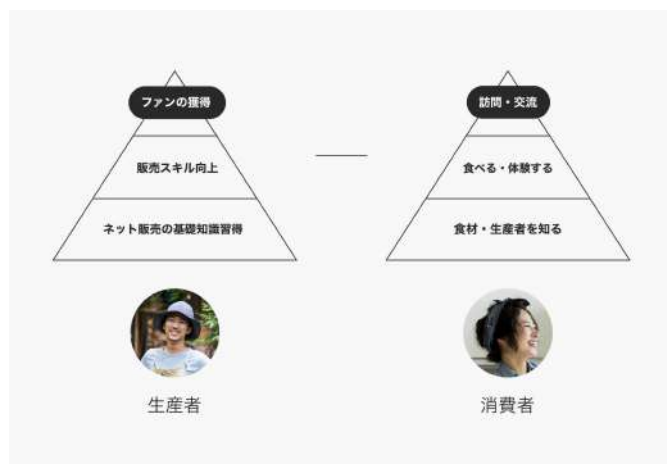 ファンの獲得
販売スキル向上
ネット販売の基礎知識習得
生産者
訪問・交流
食べる・体験する
食材・生産者を知る
消費者